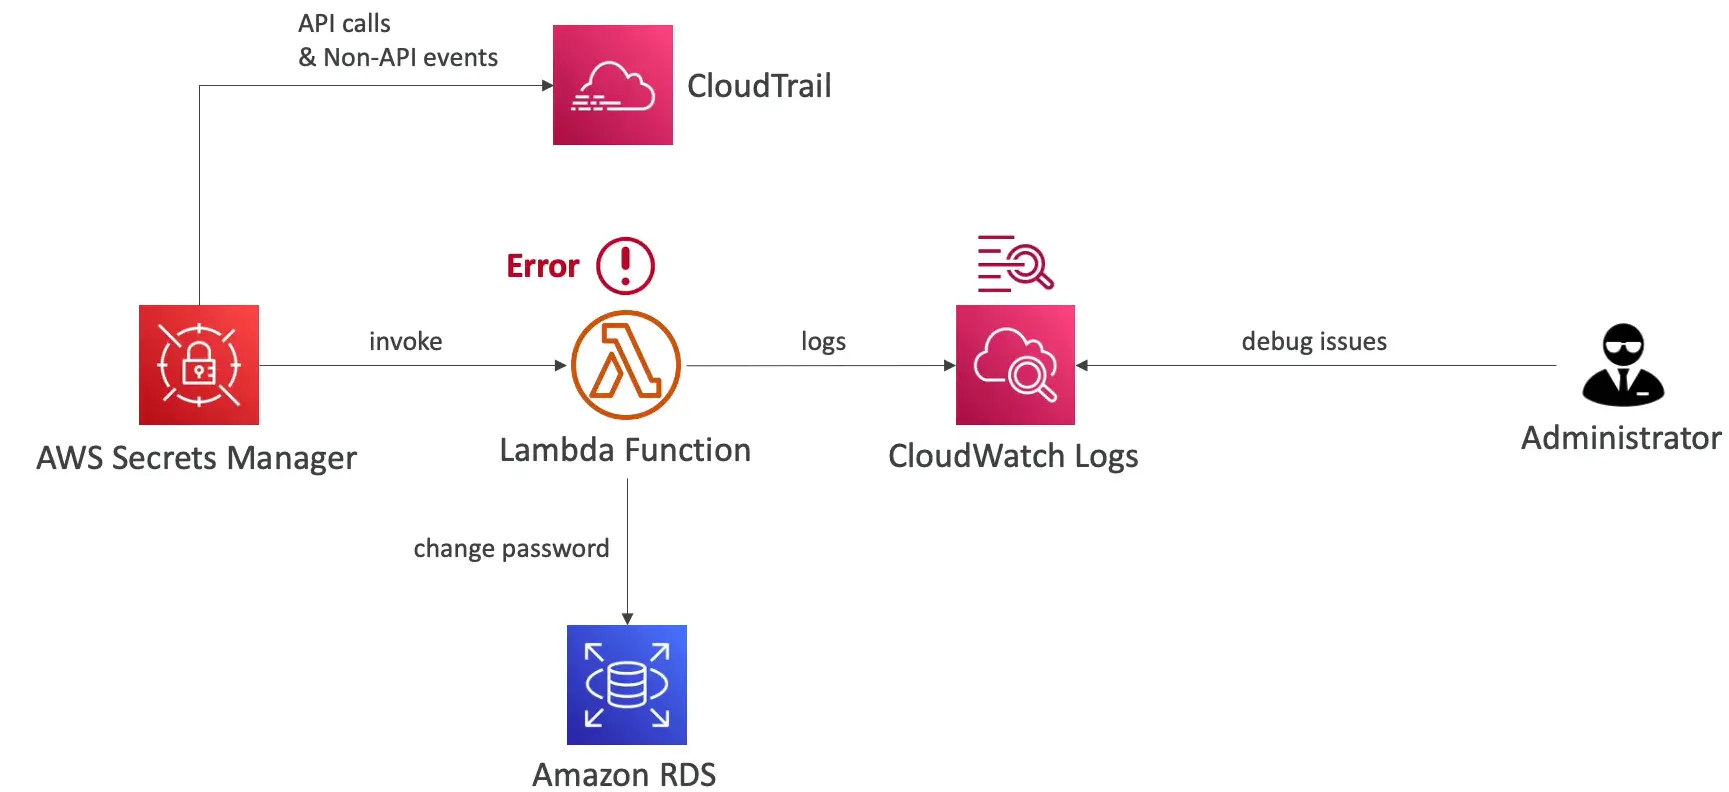 API calls
& Non-API events
CloudTrail
Error
invoke
logs
debug issues
AWS Secrets Manager
Lambda Function
CloudWatch Logs
Administrator
change password
Amazon RDS